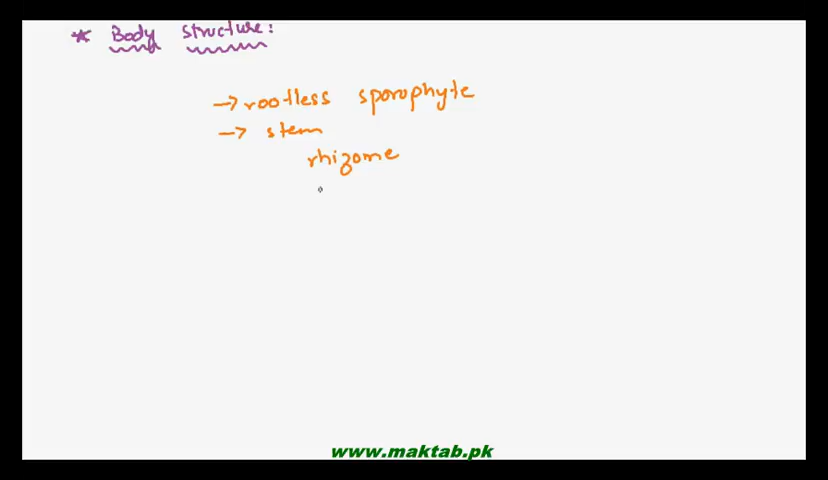 * Body Structure:
→ rootless sporophyte
→ stem
rhizome
www.maktab.pk